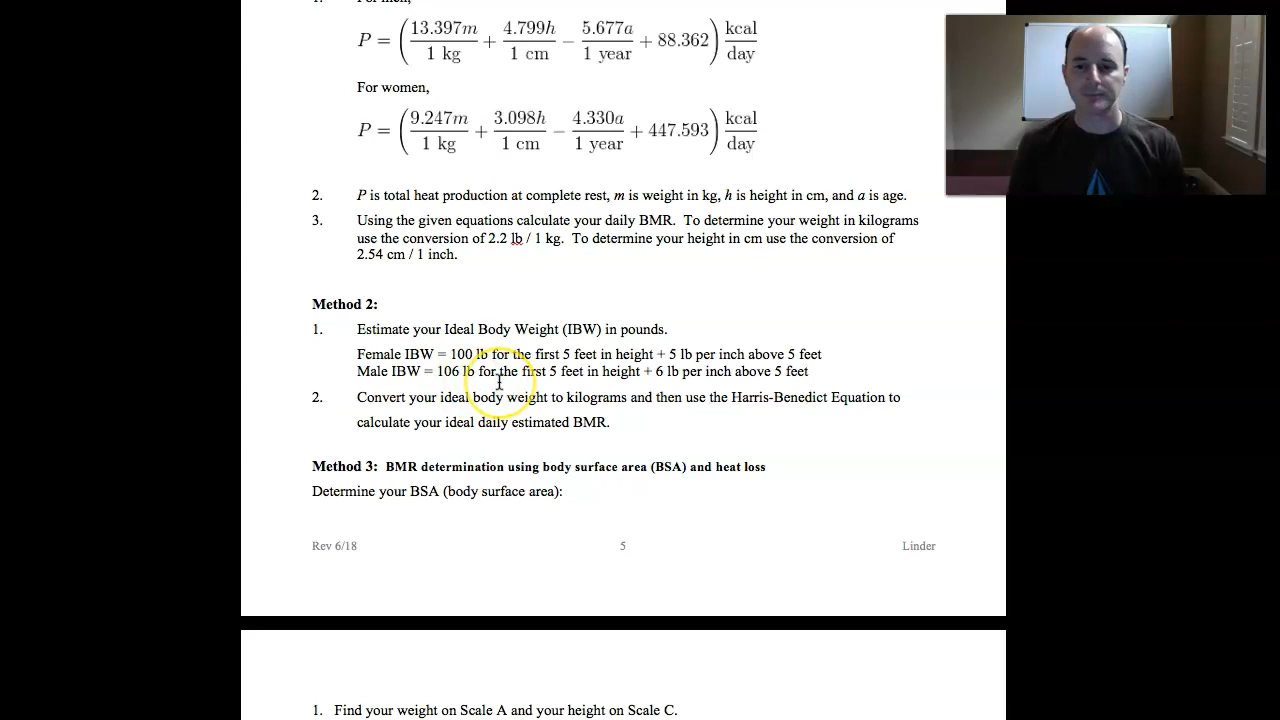 P = (13.397m / 1 kg + 4.799h / 1 cm − 5.677a / 1 year + 88.362) kcal / day
For women,
P = (9.247m / 1 kg + 3.098h / 1 cm − 4.330a / 1 year + 447.593) kcal / day
2. P is total heat production at complete rest, m is weight in kg, h is height in cm, and a is age.
3. Using the given equations calculate your daily BMR. To determine your weight in kilograms
use the conversion of 2.2 lb / 1 kg. To determine your height in cm use the conversion of
2.54 cm / 1 inch.
Method 2:
1. Estimate your Ideal Body Weight (IBW) in pounds.
Female IBW = 100 lb for the first 5 feet in height + 5 lb per inch above 5 feet
Male IBW = 106 lb for the first 5 feet in height + 6 lb per inch above 5 feet
2. Convert your ideal body weight to kilograms and then use the Harris-Benedict Equation to
calculate your ideal daily estimated BMR.
Method 3: BMR determination using body surface area (BSA) and heat loss
Determine your BSA (body surface area):
Rev 6/18 5 Linder
1. Find your weight on Scale A and your height on Scale C.